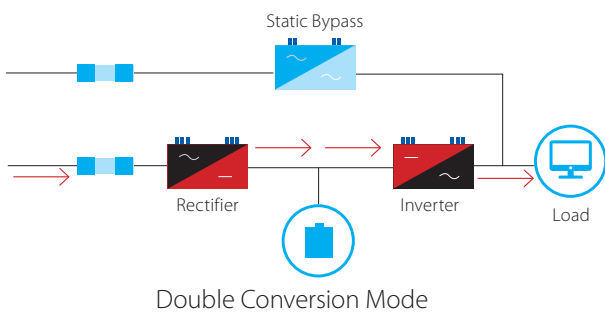 Static Bypass
Rectifier
Inverter
Load
Double Conversion Mode